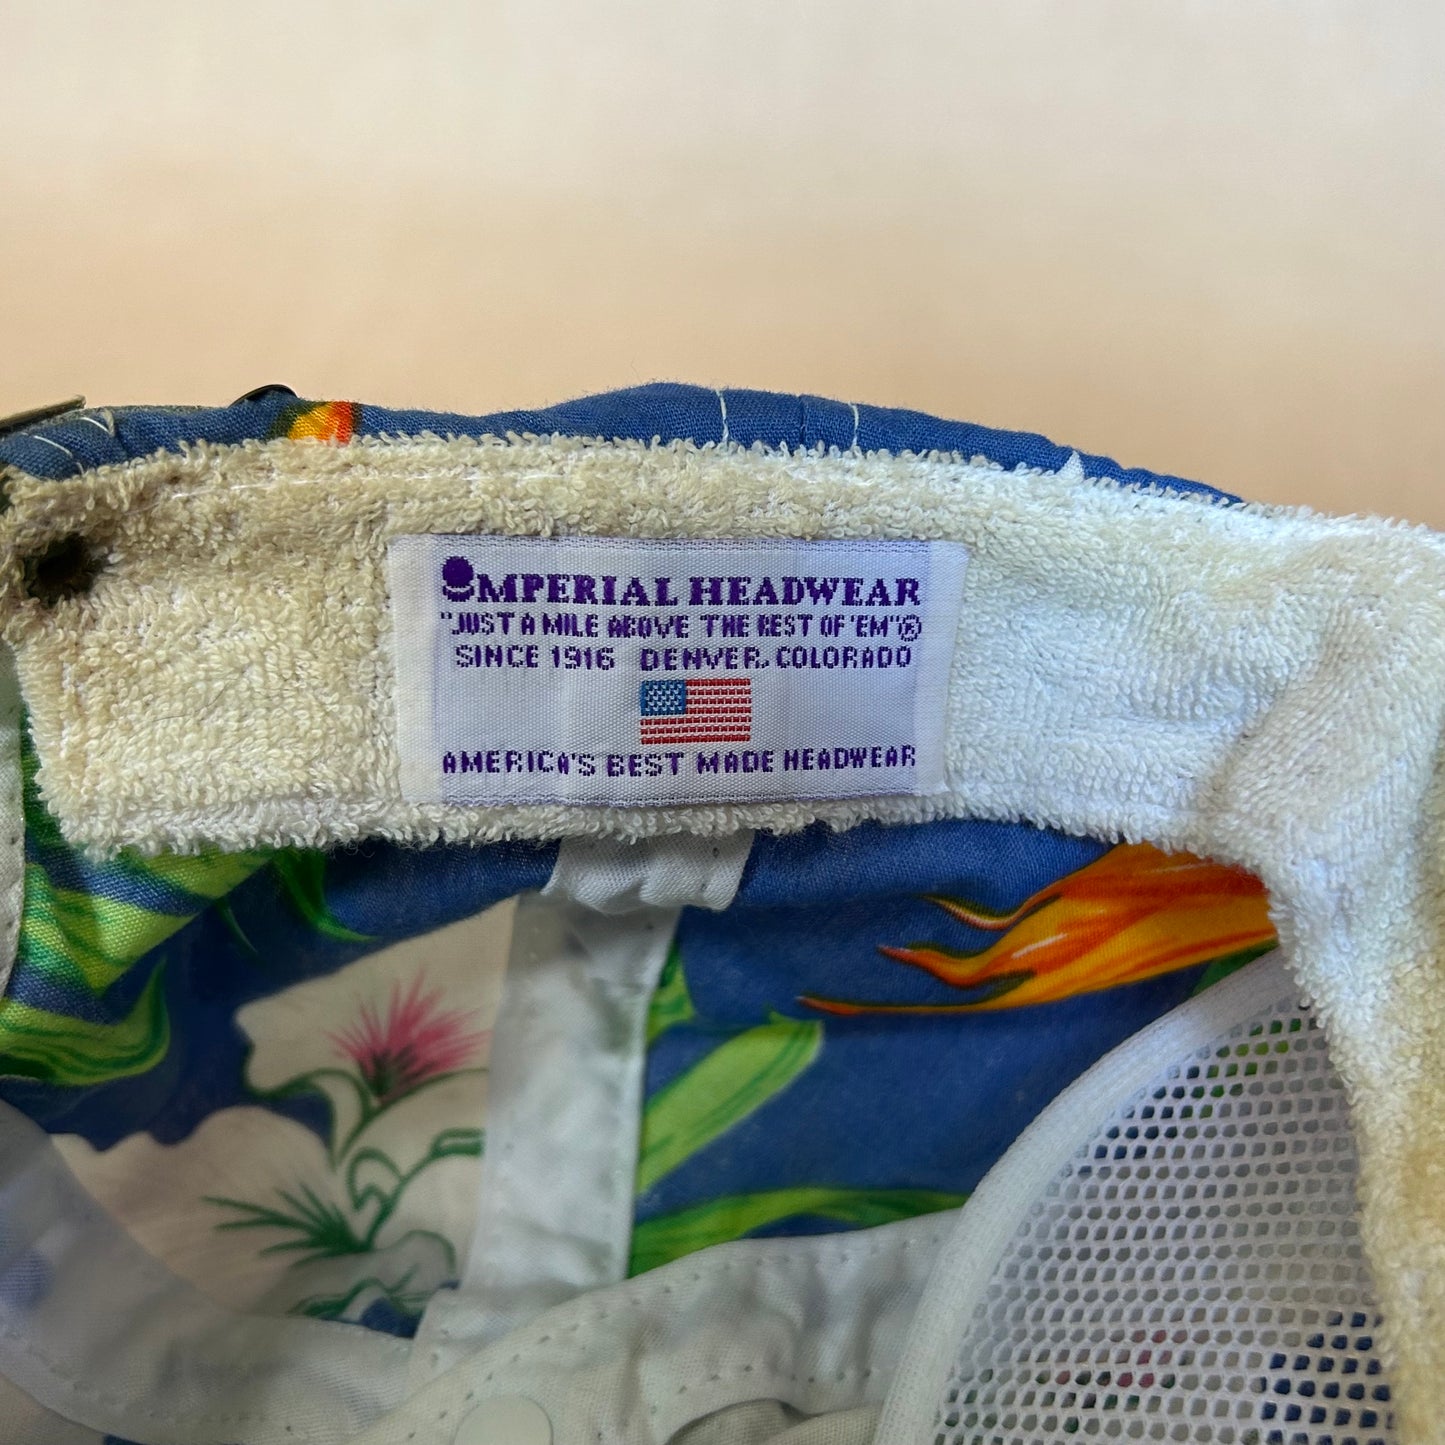 IMPERIAL HEADWEAR
"JUST A MILE ABOVE THE REST OF 'EM"®
SINCE 1916 DENVER, COLORADO
AMERICA'S BEST MADE HEADWEAR